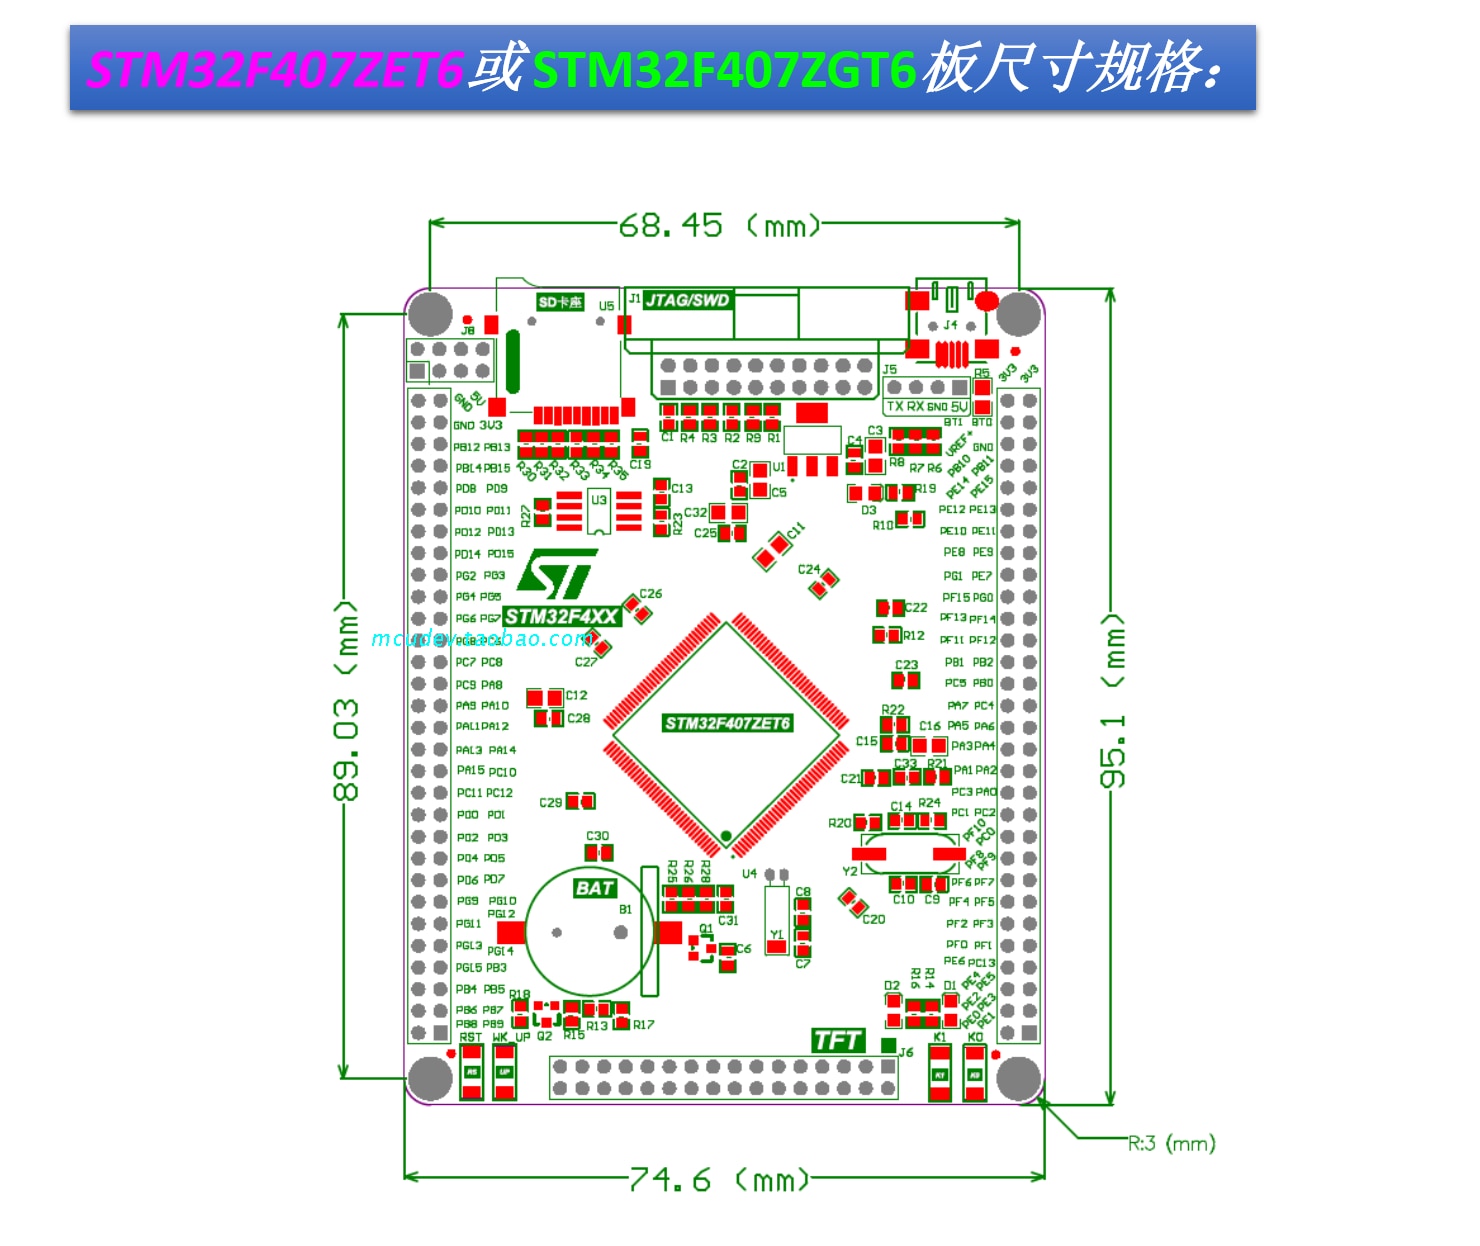 STM32F407ZET6或STM32F407ZGT6板尺寸规格：
68.45 (mm)
SD卡座 U5 J1 JTAG/SWD
J8 J4
J5 R5 3V3 3V3
TX RX GND 5V
GND 5V BT1 BT0
C1 R4 R3 R2 R9 R1
GND 3V3 C3 VREF+ GND
PB12 PB13 C4 PB10 PB11
R30 R31 R32 R33 R34 R35 C19 C2 U1 R8 R7 R6
PB14 PB15 PE14 PE15
PD8 PD9 C13 C5 R19
U3 D3
PD10 PD11 R27 R23 C32 PE12 PE13
PD12 PD13 C25 C11 R10 PE10 PE11
PD14 PD15 PE8 PE9
PG2 PG3 C24 PG1 PE7
PG4 PG5 C26 PF15 PG0
PG6 PG7 STM32F4XX C22 PF13 PF14
mcudev.taobao.com
PG8 PC6 R12 PF11 PF12
PC7 PC8 C27 C23 PB1 PB2
PC9 PA8 PC5 PB0
C12
PA9 PA10 R22 PA7 PC4
C28 STM32F407ZET6 C16
PA11 PA12 PA5 PA6
PA13 PA14 C15 PA3 PA4
89.03 (mm)
95.1 (mm)
PA15 PC10 C21 C33 R21 PA1 PA2
PC11 PC12 C29 PC3 PA0
PD0 PD1 C14 R24 PC1 PC2
PD2 PD3 C30 R20 PF10 PC0
PD4 PD5 PF8 PF9
R25 R26 R28 U4 Y2
PD6 PD7 BAT PF6 PF7
PG9 PG10 B1 C8 C10 C9 PF4 PF5
PG12 C31 C20
PG11 Q1 Y1 PF2 PF3
PG13 PG14 C6 C7 PF0 PF1
PG15 PB3 PE6 PC13
PB4 PB5 R18 D2 R16 R14 D1 PE4 PE5
PB6 PB7 PE2 PE3
PB8 PB9 Q2 R15 R13 R17 PE0 PE1
RST WK_UP TFT J6 K1 K0
RS UP K1 K0
R:3 (mm)
74.6 (mm)